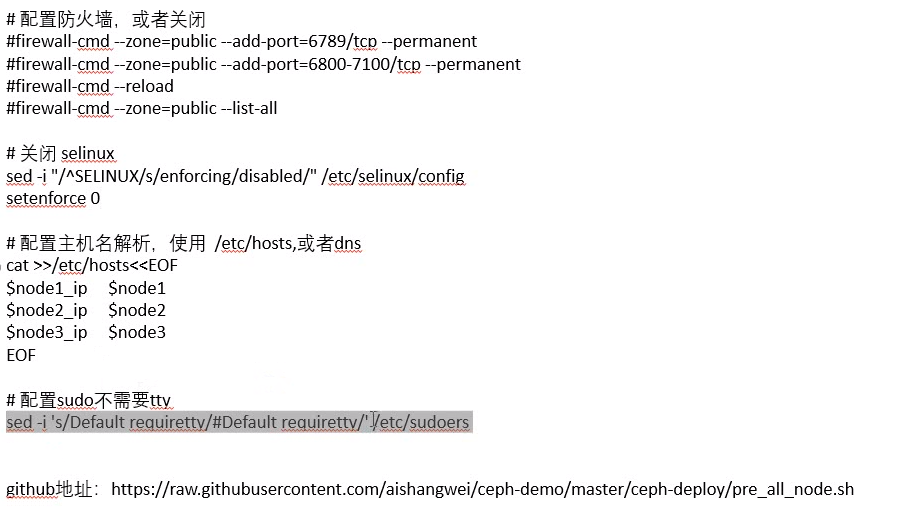 # 配置防火墙，或者关闭
#firewall-cmd --zone=public --add-port=6789/tcp --permanent
#firewall-cmd --zone=public --add-port=6800-7100/tcp --permanent
#firewall-cmd --reload
#firewall-cmd --zone=public --list-all
# 关闭 selinux
sed -i "/^SELINUX/s/enforcing/disabled/" /etc/selinux/config
setenforce 0
# 配置主机名解析，使用 /etc/hosts,或者dns
cat >>/etc/hosts<<EOF
$node1_ip $node1
$node2_ip $node2
$node3_ip $node3
EOF
# 配置sudo不需要tty
sed -i 's/Default requiretty/#Default requiretty/' /etc/sudoers
github地址：https://raw.githubusercontent.com/aishangwei/ceph-demo/master/ceph-deploy/pre_all_node.sh